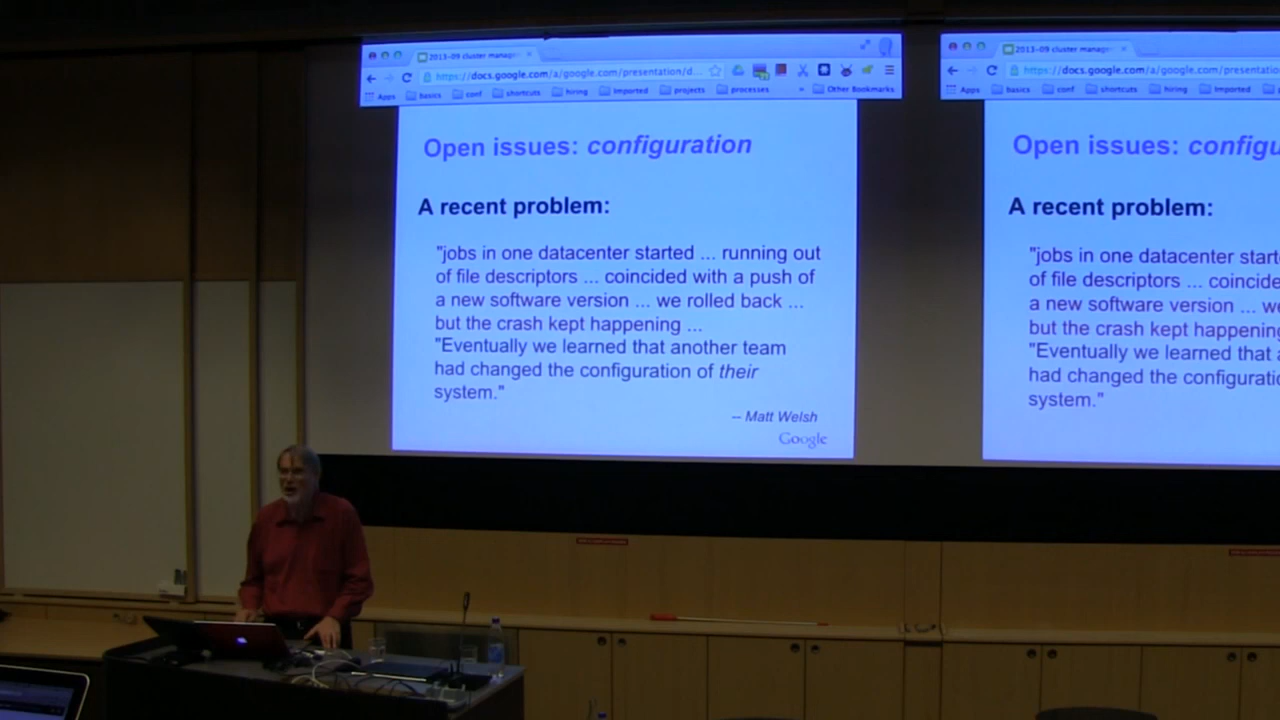 2013-09 cluster manag
https://docs.google.com/a/google.com/presentation/d...
Apps basics conf shortcuts hiring Imported projects processes » Other Bookmarks
Open issues: configuration
A recent problem:
"jobs in one datacenter started ... running out
of file descriptors ... coincided with a push of
a new software version ... we rolled back ...
but the crash kept happening ...
"Eventually we learned that another team
had changed the configuration of their
system."
-- Matt Welsh
Google
2013-09 cluster manag
https://docs.google.com/a/google.com/presentatio
Apps basics conf shortcuts hiring Imported
Open issues: configu
A recent problem:
"jobs in one datacenter start
of file descriptors ... coincide
a new software version ... we
but the crash kept happening
"Eventually we learned that a
had changed the configuratio
system."